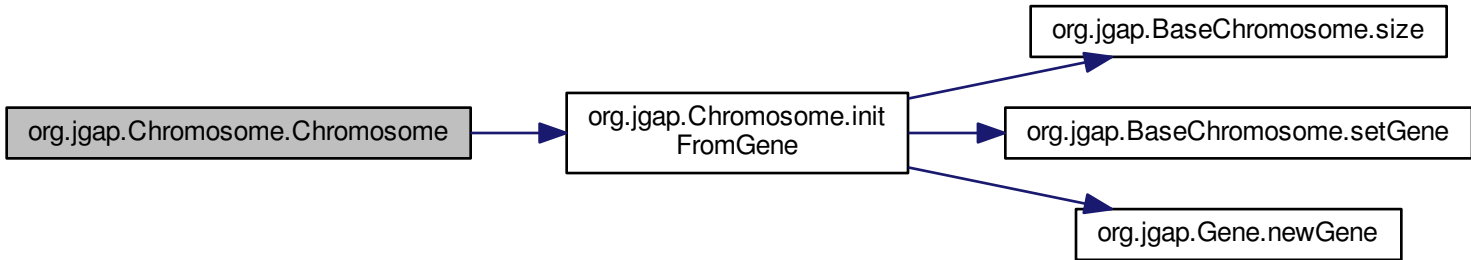 org.jgap.Chromosome.Chromosome
org.jgap.Chromosome.init
FromGene
org.jgap.BaseChromosome.size
org.jgap.BaseChromosome.setGene
org.jgap.Gene.newGene